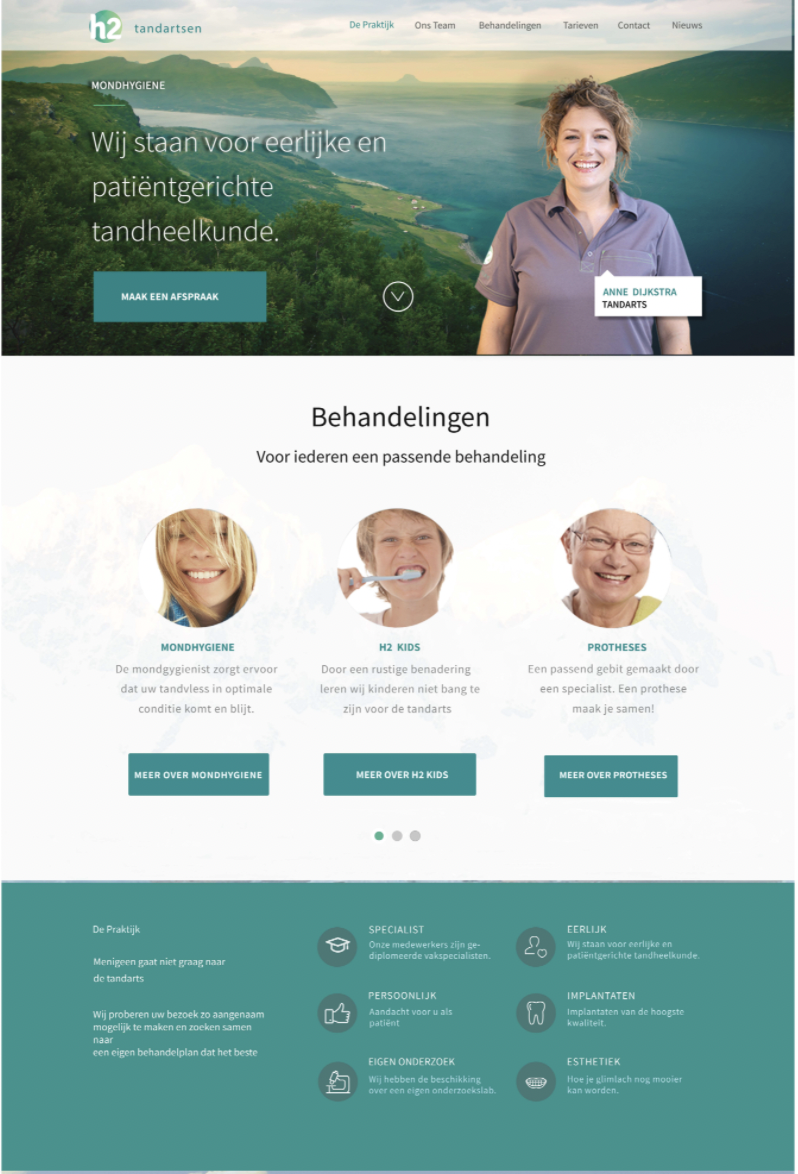 h2 tandartsen
De Praktijk Ons Team Behandelingen Tarieven Contact Nieuws
MONDHYGIENE
Wij staan voor eerlijke en
patiëntgerichte
tandheelkunde.
MAAK EEN AFSPRAAK
ANNE DIJKSTRA
TANDARTS
Behandelingen
Voor iederen een passende behandeling
MONDHYGIENE
De mondgygienist zorgt ervoor
dat uw tandvless in optimale
conditie komt en blijt.
MEER OVER MONDHYGIENE
H2 KIDS
Door een rustige benadering
leren wij kinderen niet bang te
zijn voor de tandarts
MEER OVER H2 KIDS
PROTHESES
Een passend gebit gemaakt door
een specialist. Een prothese
maak je samen!
MEER OVER PROTHESES
De Praktijk
Menigeen gaat niet graag naar
de tandarts
Wij proberen uw bezoek zo aangenaam
mogelijk te maken en zoeken samen
naar
een eigen behandelplan dat het beste
SPECIALIST
Onze medewerkers zijn ge-
diplomeerde vakspecialisten.
PERSOONLIJK
Aandacht voor u als
patiënt
EIGEN ONDERZOEK
Wij hebben de beschikking
over een eigen onderzoekslab.
EERLIJK
Wij staan voor eerlijke en
patiëntgerichte tandheelkunde.
IMPLANTATEN
Implantaten van de hoogste
kwaliteit.
ESTHETIEK
Hoe je glimlach nog mooier
kan worden.